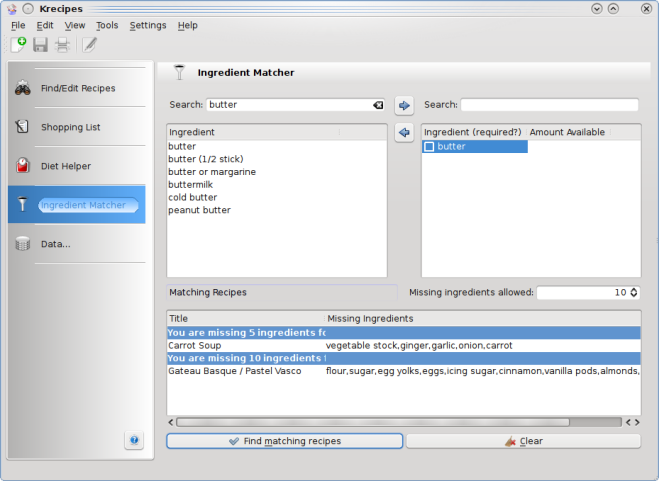 Krecipes
File Edit View Tools Settings Help
Ingredient Matcher
Find/Edit Recipes
Shopping List
Diet Helper
Ingredient Matcher
Data...
Search: butter
Search:
Ingredient
butter
butter (1/2 stick)
butter or margarine
buttermilk
cold butter
peanut butter
Ingredient (required?) Amount Available
butter
Matching Recipes
Missing ingredients allowed: 10
Title Missing Ingredients
You are missing 5 ingredients fo
Carrot Soup vegetable stock,ginger,garlic,onion,carrot
You are missing 10 ingredients
Gateau Basque / Pastel Vasco flour,sugar,egg yolks,eggs,icing sugar,cinnamon,vanilla pods,almonds,
Find matching recipes
Clear